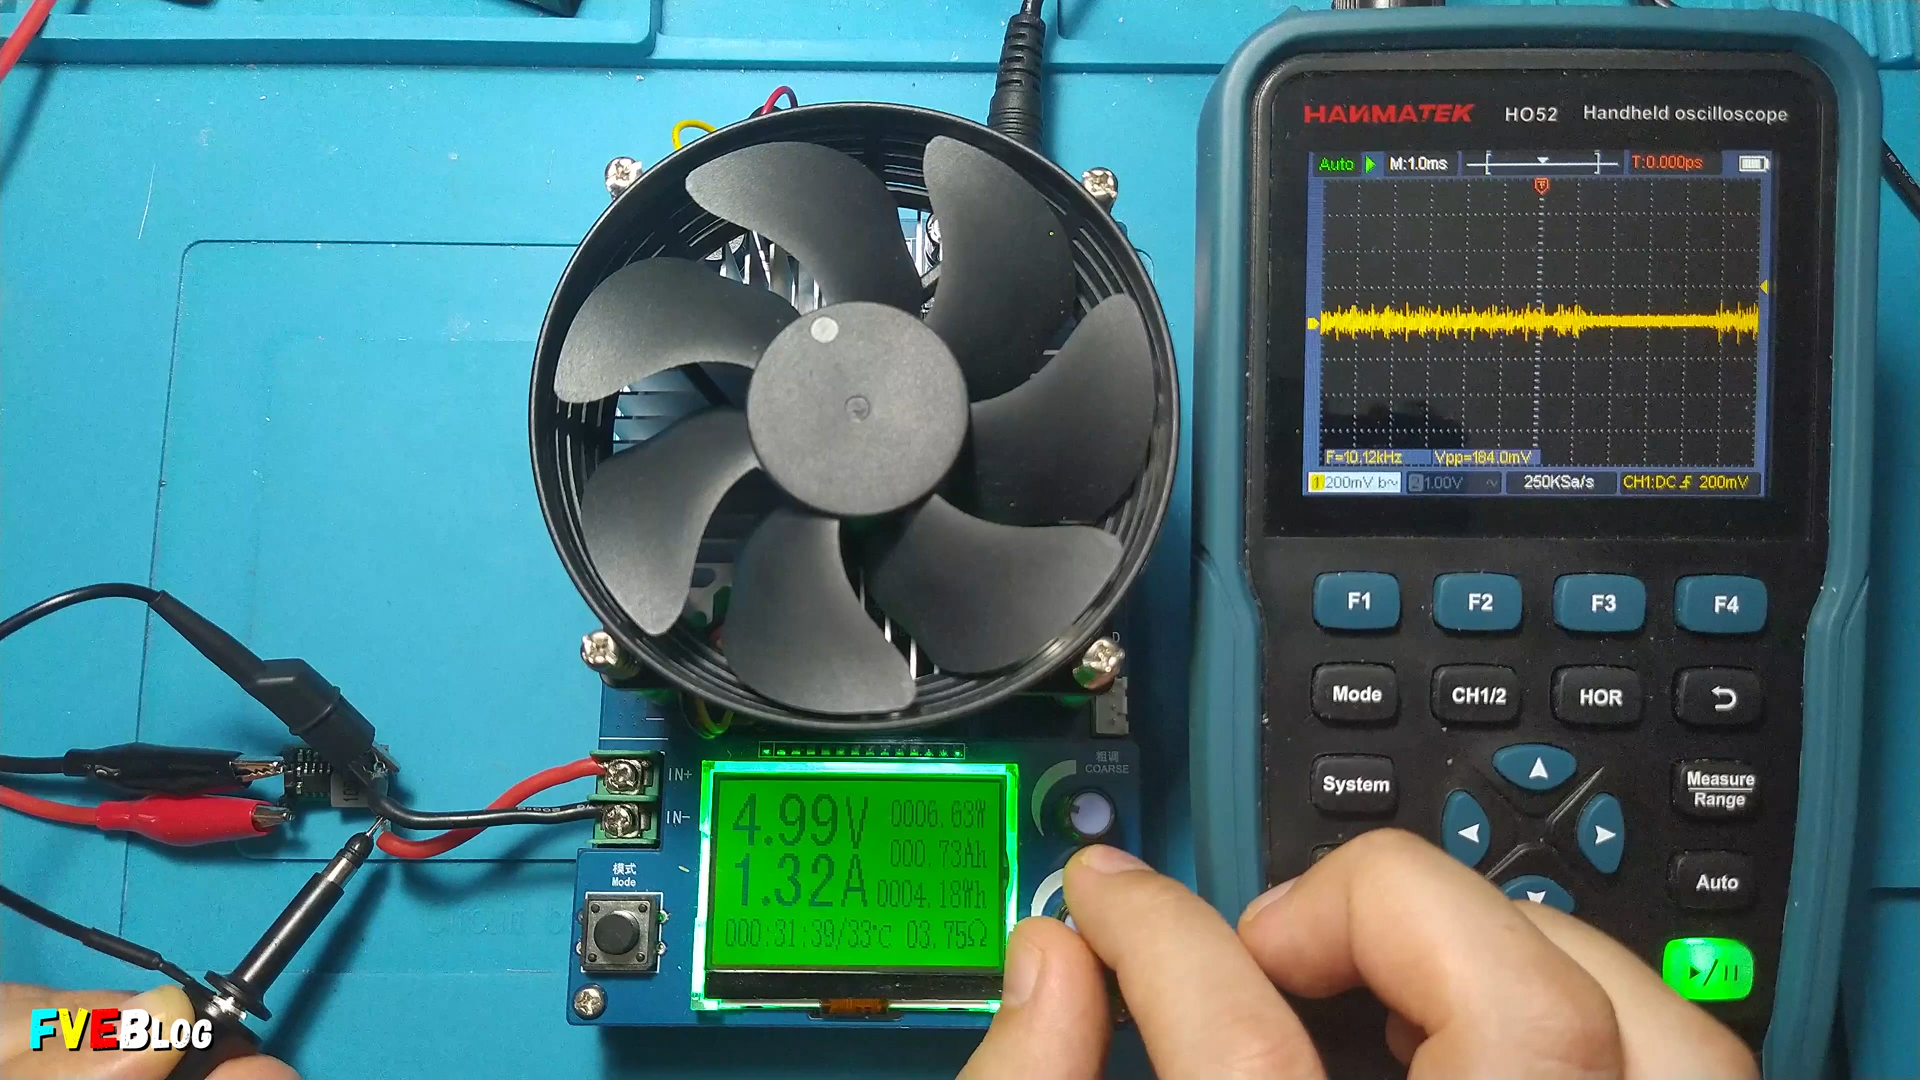 HANMATEK HO52 Handheld oscilloscope
Auto M:1.0ms T:0.000ps
F=10.12kHz Vpp=184.0mV
1 200mV 2 1.00V 250KSa/s CH1:DC 200mV
F1 F2 F3 F4
Mode CH1/2 HOR
System
Measure
Range
Auto
IN+
IN-
粗调
COARSE
模式
Mode
4.99V 0006.63W
000.73Ah
1.32A 0004.18Wh
000:31:39/33℃ 03.75Ω
FVEBLOG